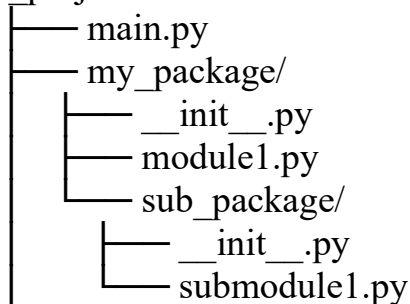 main.py
my_package/
__init__.py
module1.py
sub_package/
__init__.py
submodule1.py